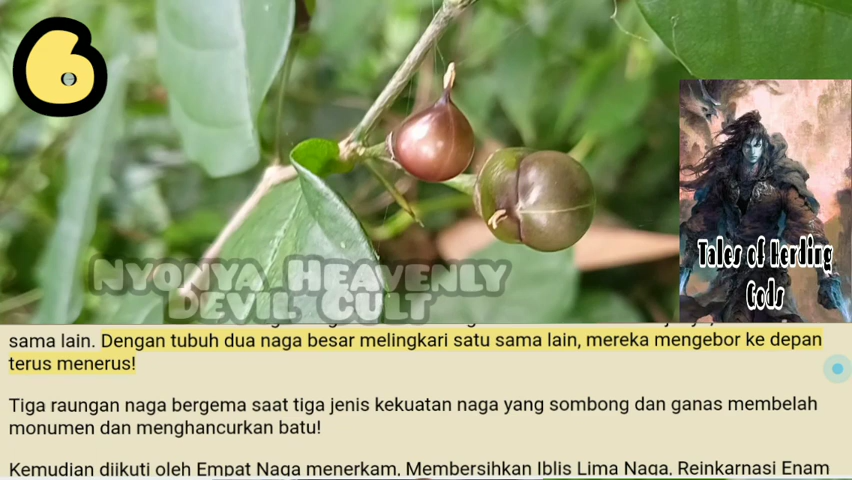 6
Tales of Herding
Gods
Nyonya Heavenly
Devil Cult
sama lain. Dengan tubuh dua naga besar melingkari satu sama lain, mereka mengebor ke depan
terus menerus!
Tiga raungan naga bergema saat tiga jenis kekuatan naga yang sombong dan ganas membelah
monumen dan menghancurkan batu!
Kemudian diikuti oleh Empat Naga menerkam, Membersihkan Iblis Lima Naga, Reinkarnasi Enam